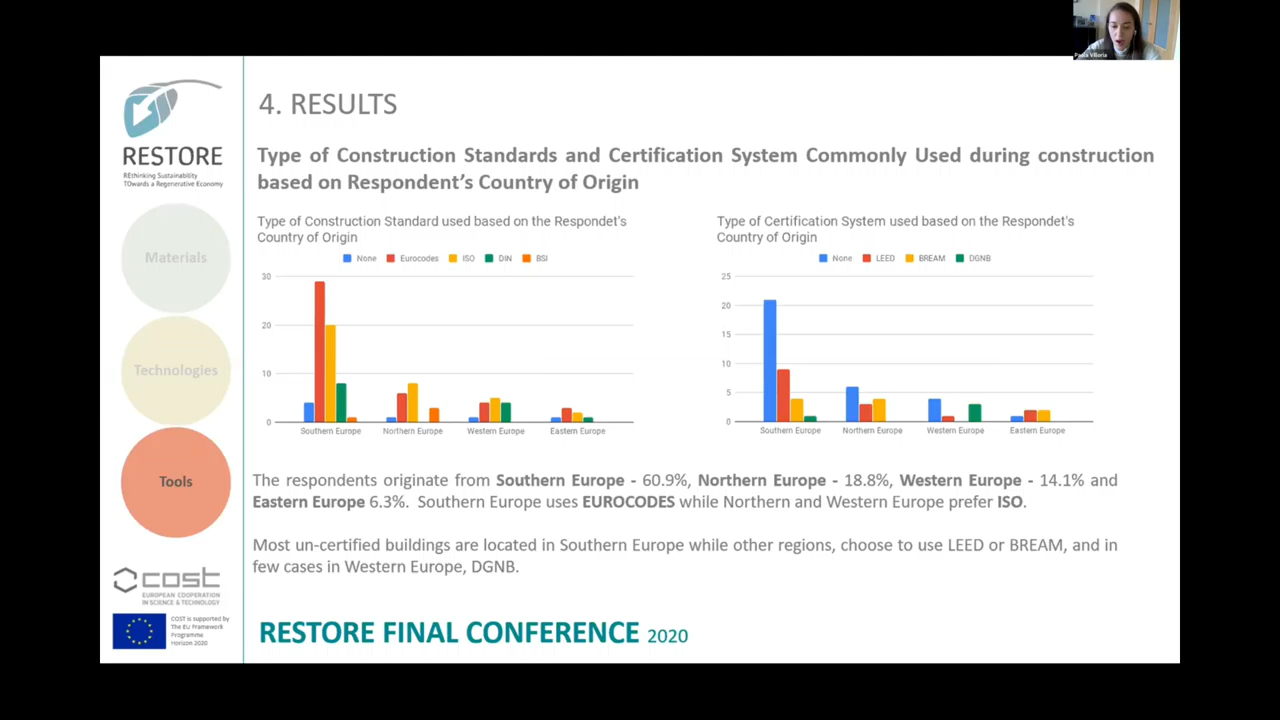 Paula Villoria
RESTORE
REthinking Sustainability
TOwards a Regenerative Economy
Materials
Technologies
Tools
cost
EUROPEAN COOPERATION
IN SCIENCE & TECHNOLOGY
COST is supported by
The EU Framework
Programme
Horizon 2020
4. RESULTS
Type of Construction Standards and Certification System Commonly Used during construction
based on Respondent's Country of Origin
Type of Construction Standard used based on the Respondet's
Country of Origin
None Eurocodes ISO DIN BSI
30
20
10
0
Southern Europe Northern Europe Western Europe Eastern Europe
Type of Certification System used based on the Respondet's
Country of Origin
None LEED BREAM DGNB
25
20
15
10
5
0
Southern Europe Northern Europe Western Europe Eastern Europe
The respondents originate from Southern Europe - 60.9%, Northern Europe - 18.8%, Western Europe - 14.1% and
Eastern Europe 6.3%. Southern Europe uses EUROCODES while Northern and Western Europe prefer ISO.
Most un-certified buildings are located in Southern Europe while other regions, choose to use LEED or BREAM, and in
few cases in Western Europe, DGNB.
RESTORE FINAL CONFERENCE 2020